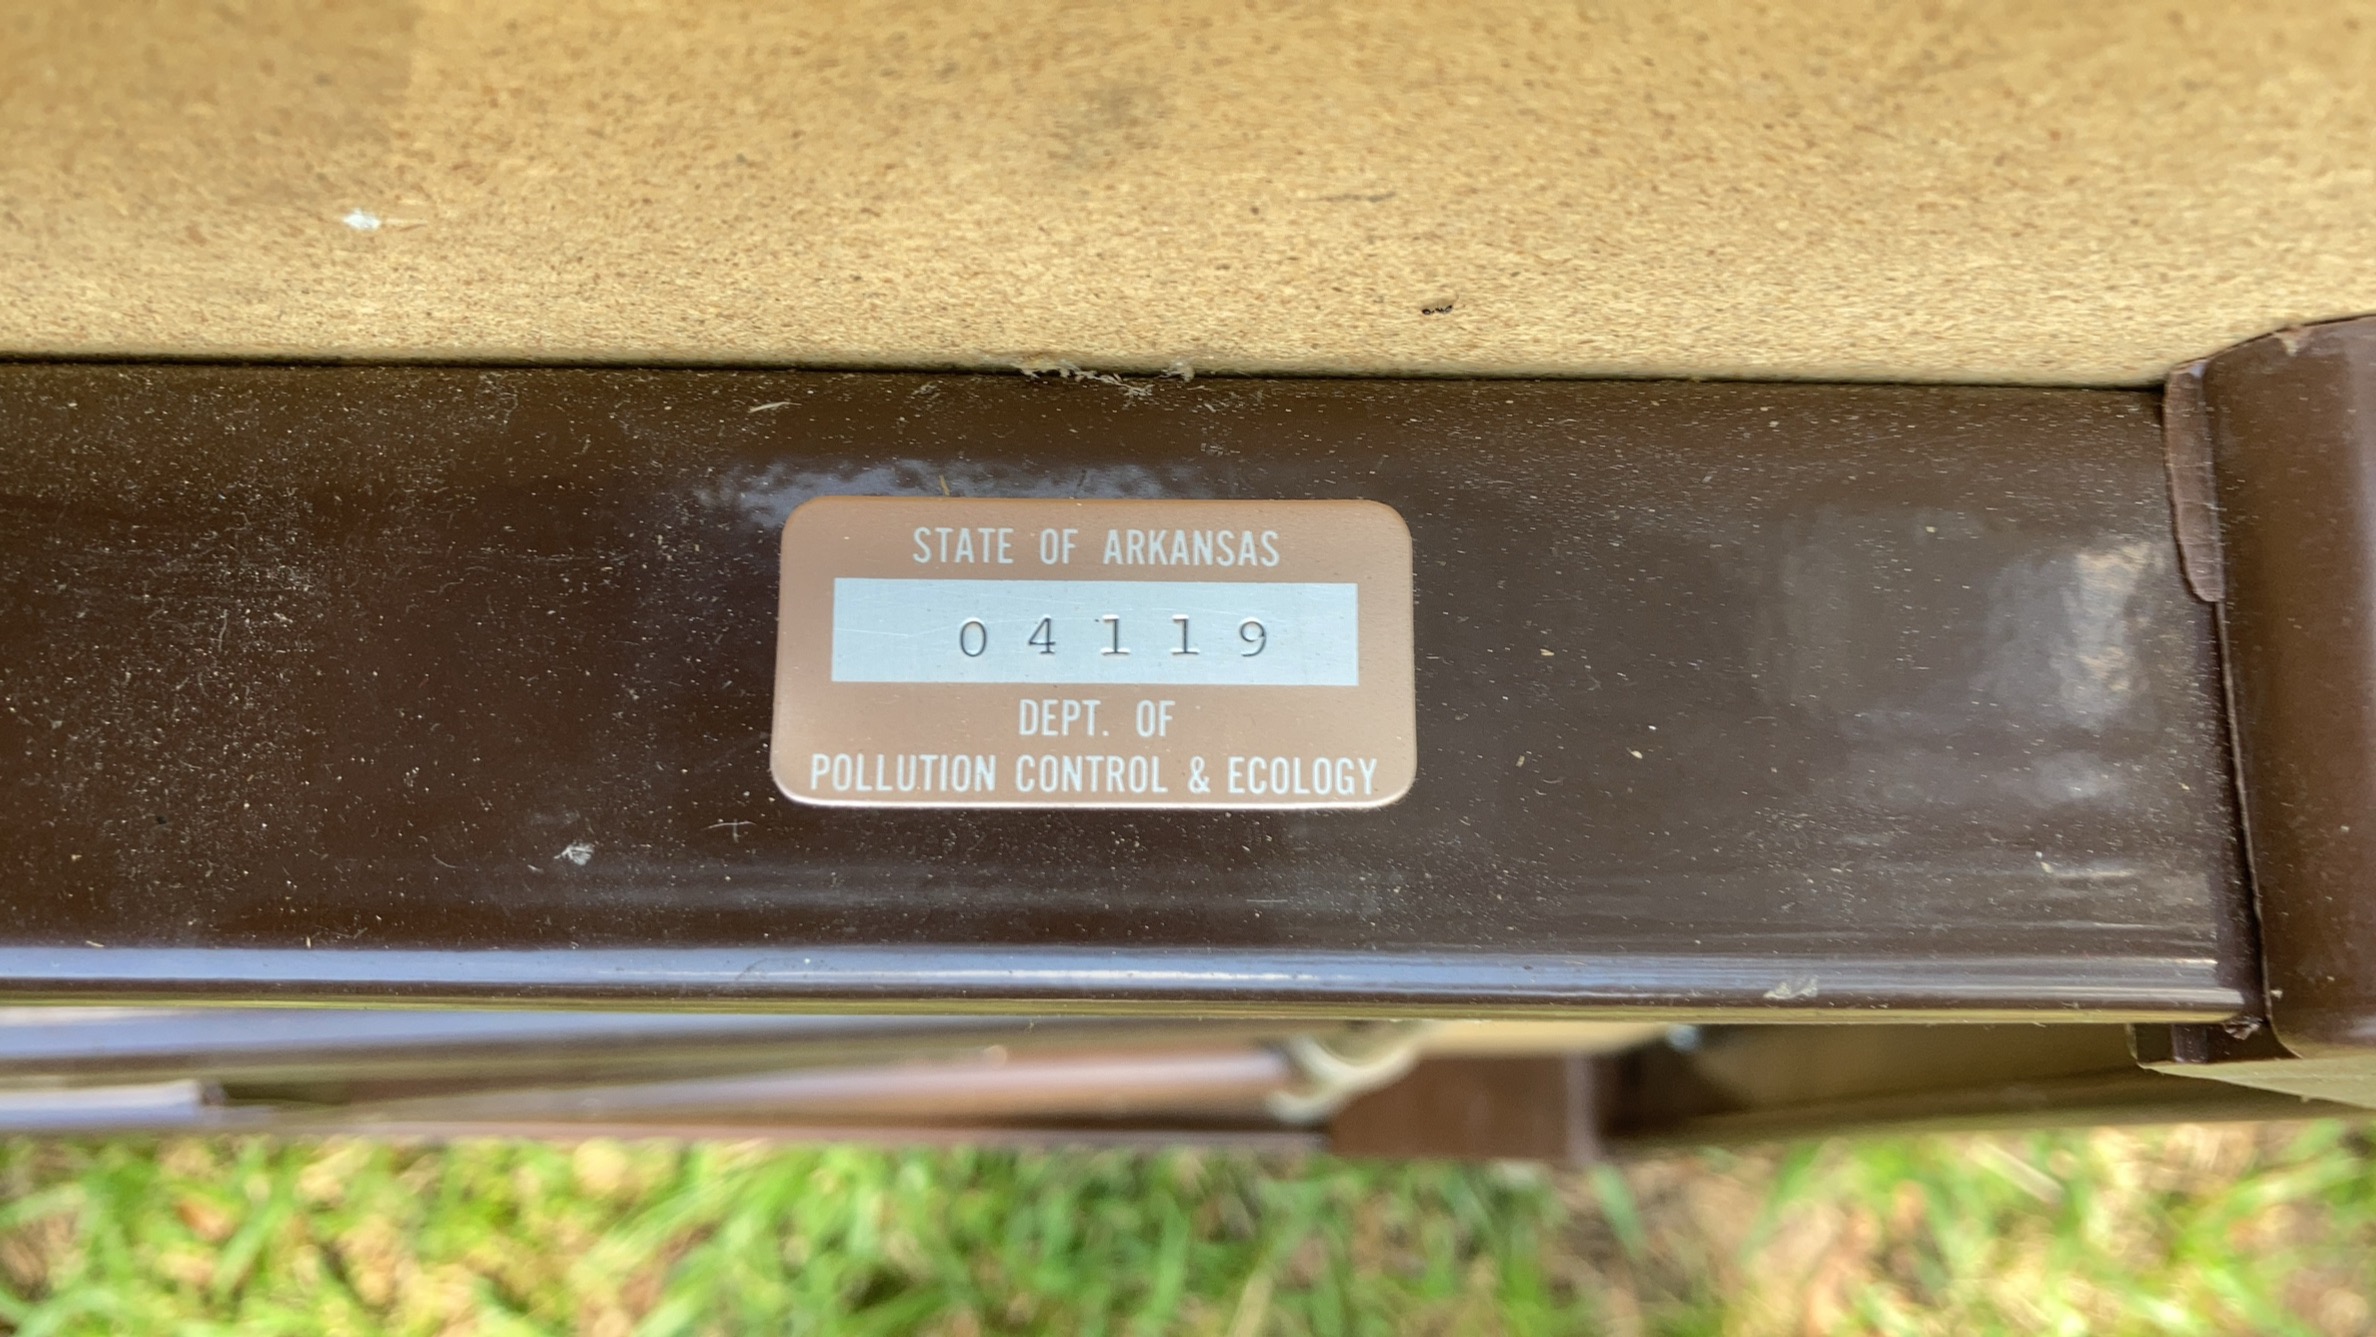 STATE OF ARKANSAS
04119
DEPT. OF
POLLUTION CONTROL & ECOLOGY